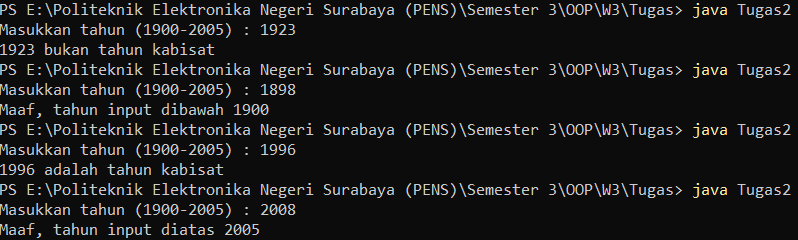 PS E:\Politeknik Elektronika Negeri Surabaya (PENS)\Semester 3\OOP\W3\Tugas> java Tugas2
Masukkan tahun (1900-2005) : 1923
1923 bukan tahun kabisat
PS E:\Politeknik Elektronika Negeri Surabaya (PENS)\Semester 3\OOP\W3\Tugas> java Tugas2
Masukkan tahun (1900-2005) : 1898
Maaf, tahun input dibawah 1900
PS E:\Politeknik Elektronika Negeri Surabaya (PENS)\Semester 3\OOP\W3\Tugas> java Tugas2
Masukkan tahun (1900-2005) : 1996
1996 adalah tahun kabisat
PS E:\Politeknik Elektronika Negeri Surabaya (PENS)\Semester 3\OOP\W3\Tugas> java Tugas2
Masukkan tahun (1900-2005) : 2008
Maaf, tahun input diatas 2005